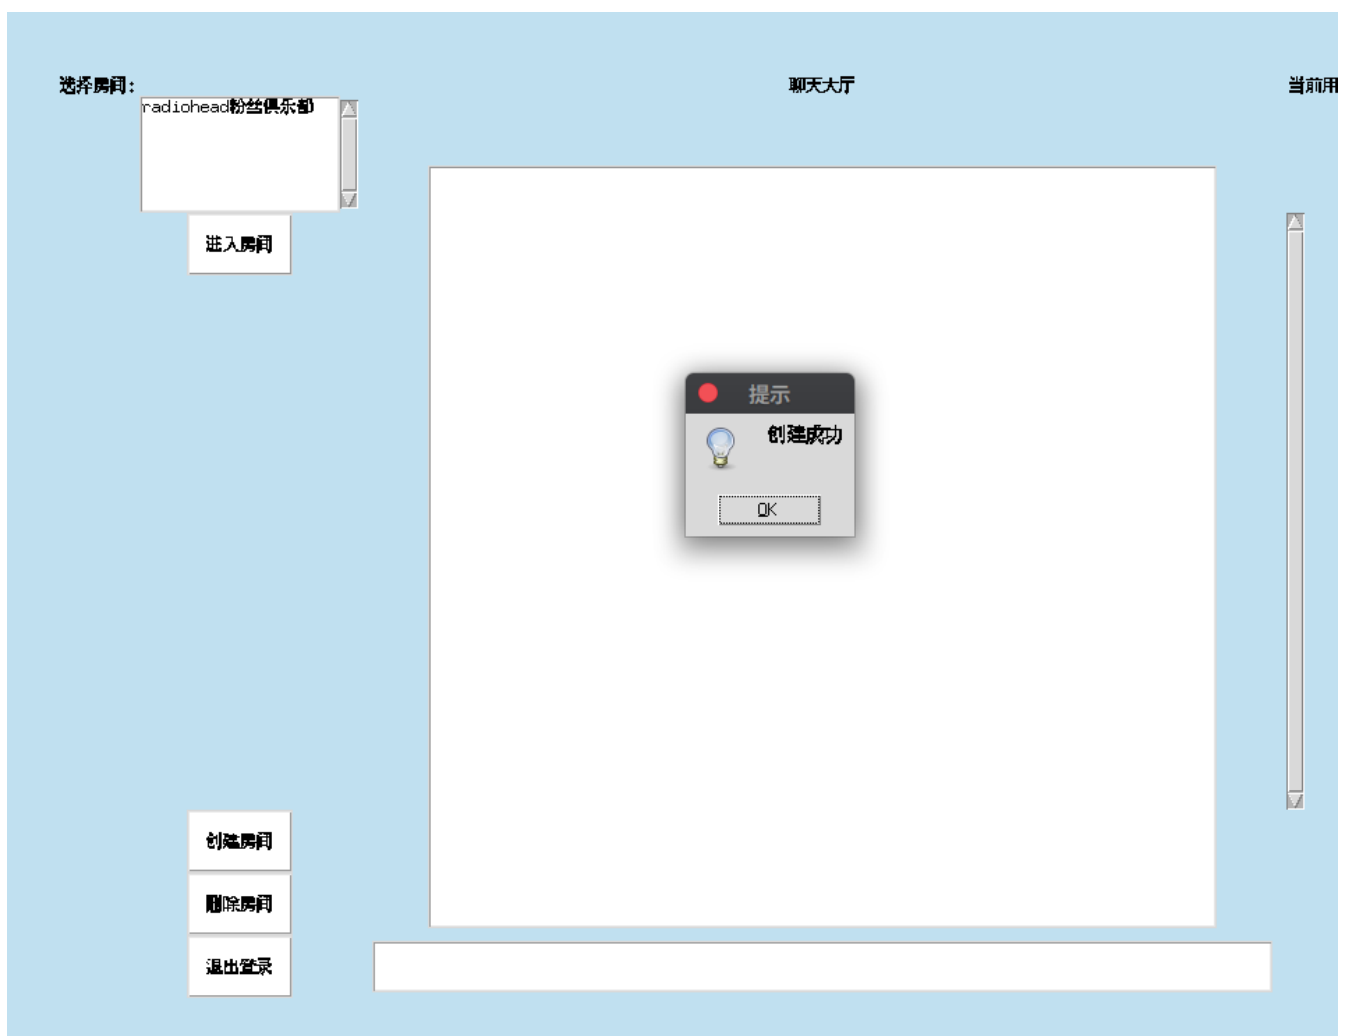 选择房间:
聊天大厅
当前用
radiohead粉丝俱乐部
进入房间
提示
创建成功
OK
创建房间
删除房间
退出登录